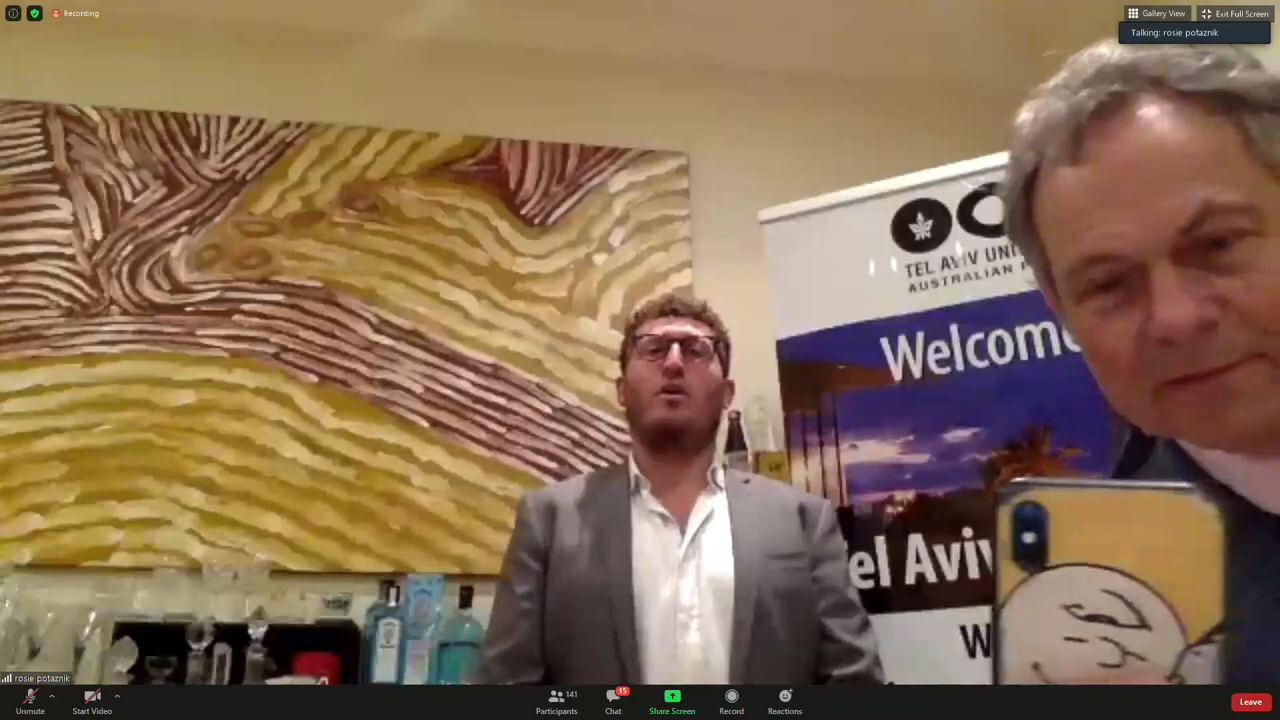 Recording
Gallery View
Exit Full Screen
Talking: rosie potaznik
TEL AVIV UNI
AUSTRALIAN
Welcome
el Aviv
W
rosie potaznik
Unmute
Start Video
141
Participants
15
Chat
Share Screen
Record
Reactions
Leave